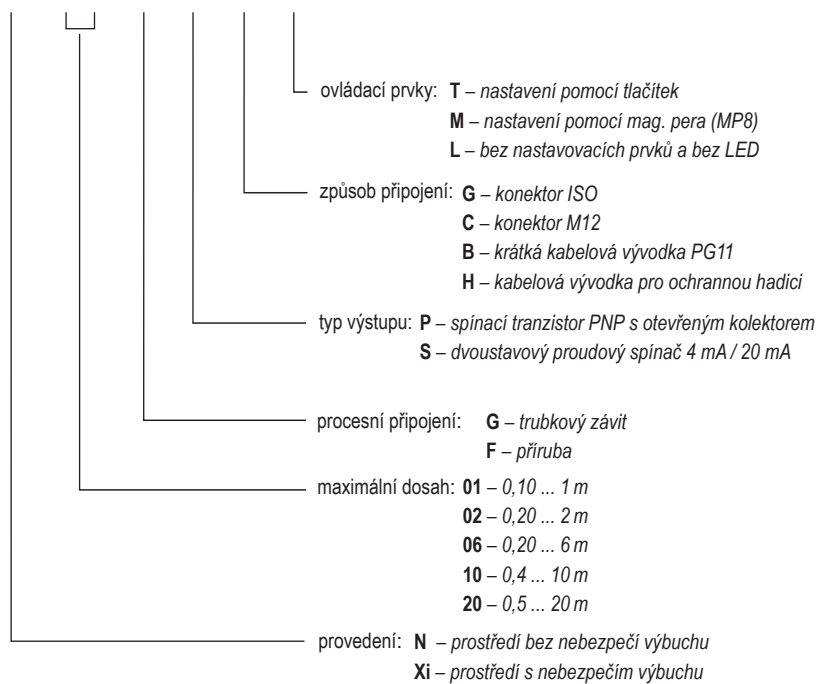 ovládací prvky: T – nastavení pomocí tlačítek
M – nastavení pomocí mag. pera (MP8)
L – bez nastavovacích prvků a bez LED
způsob připojení: G – konektor ISO
C – konektor M12
B – krátká kabelová vývodka PG11
H – kabelová vývodka pro ochrannou hadici
typ výstupu: P – spínací tranzistor PNP s otevřeným kolektorem
S – dvoustavový proudový spínač 4 mA / 20 mA
procesní připojení: G – trubkový závit
F – příruba
maximální dosah: 01 – 0,10 ... 1 m
02 – 0,20 ... 2 m
06 – 0,20 ... 6 m
10 – 0,4 ... 10 m
20 – 0,5 ... 20 m
provedení: N – prostředí bez nebezpečí výbuchu
Xi – prostředí s nebezpečím výbuchu